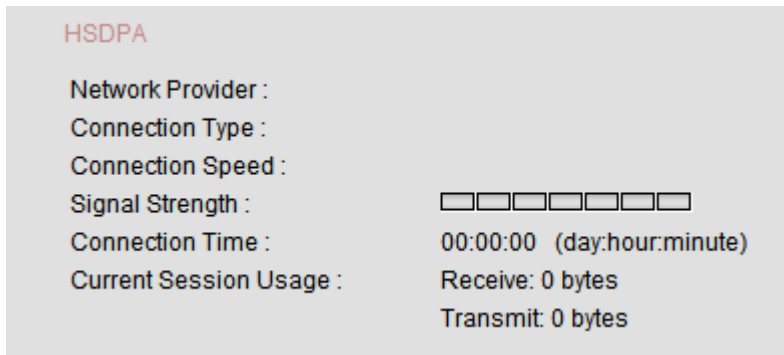 HSDPA
Network Provider :
Connection Type :
Connection Speed :
Signal Strength :
Connection Time : 00:00:00 (day:hour:minute)
Current Session Usage : Receive: 0 bytes
Transmit: 0 bytes